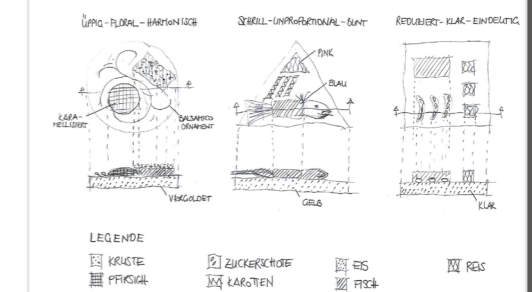 ÜPPIG-FLORAL-HARMONISCH
SCHRILL-UNPROPORTIONAL-BUNT
REDUZIERT-KLAR-EINDEUTIG
PINK
BLAU
KARA-
MELLISIERT
BALSAMICO
ORNAMENT
VERGOLDET
GELB
KLAR
LEGENDE
KRUSTE
ZUCKERSCHOTE
EIS
REIS
PFIRSICH
KAROTTEN
FISCH